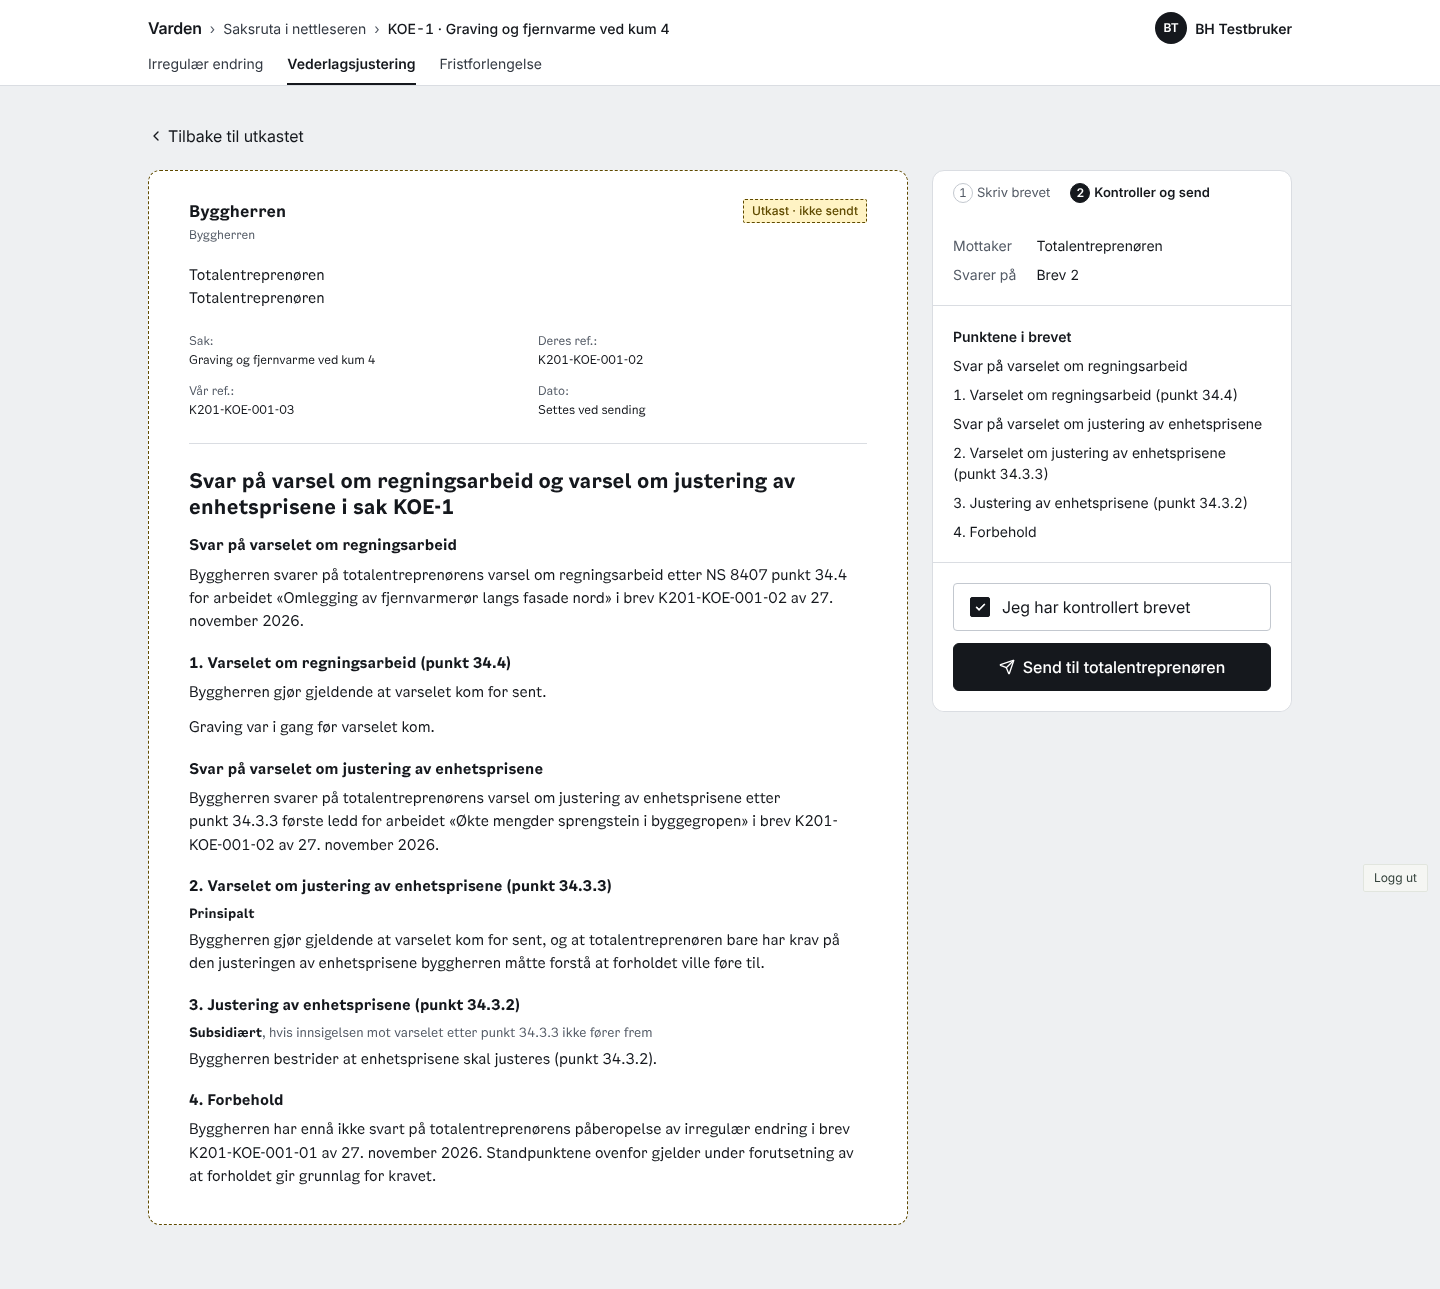 Varden › Saksruta i nettleseren › KOE-1 · Graving og fjernvarme ved kum 4
BT BH Testbruker
Irregulær endring Vederlagsjustering Fristforlengelse
Tilbake til utkastet
Byggherren
Utkast · ikke sendt
Byggherren
Totalentreprenøren
Totalentreprenøren
Sak:
Graving og fjernvarme ved kum 4
Deres ref.:
K201-KOE-001-02
Vår ref.:
K201-KOE-001-03
Dato:
Settes ved sending
Svar på varsel om regningsarbeid og varsel om justering av
enhetsprisene i sak KOE-1
Svar på varselet om regningsarbeid
Byggherren svarer på totalentreprenørens varsel om regningsarbeid etter NS 8407 punkt 34.4
for arbeidet «Omlegging av fjernvarmerør langs fasade nord» i brev K201-KOE-001-02 av 27.
november 2026.
1. Varselet om regningsarbeid (punkt 34.4)
Byggherren gjør gjeldende at varselet kom for sent.
Graving var i gang før varselet kom.
Svar på varselet om justering av enhetsprisene
Byggherren svarer på totalentreprenørens varsel om justering av enhetsprisene etter
punkt 34.3.3 første ledd for arbeidet «Økte mengder sprengstein i byggegropen» i brev K201-
KOE-001-02 av 27. november 2026.
2. Varselet om justering av enhetsprisene (punkt 34.3.3)
Prinsipalt
Byggherren gjør gjeldende at varselet kom for sent, og at totalentreprenøren bare har krav på
den justeringen av enhetsprisene byggherren måtte forstå at forholdet ville føre til.
3. Justering av enhetsprisene (punkt 34.3.2)
Subsidiært, hvis innsigelsen mot varselet etter punkt 34.3.3 ikke fører frem
Byggherren bestrider at enhetsprisene skal justeres (punkt 34.3.2).
4. Forbehold
Byggherren har ennå ikke svart på totalentreprenørens påberopelse av irregulær endring i brev
K201-KOE-001-01 av 27. november 2026. Standpunktene ovenfor gjelder under forutsetning av
at forholdet gir grunnlag for kravet.
1 Skriv brevet 2 Kontroller og send
Mottaker Totalentreprenøren
Svarer på Brev 2
Punktene i brevet
Svar på varselet om regningsarbeid
1. Varselet om regningsarbeid (punkt 34.4)
Svar på varselet om justering av enhetsprisene
2. Varselet om justering av enhetsprisene
(punkt 34.3.3)
3. Justering av enhetsprisene (punkt 34.3.2)
4. Forbehold
Jeg har kontrollert brevet
Send til totalentreprenøren
Logg ut